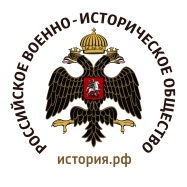 РОССИЙСКОЕ ВОЕННО-ИСТОРИЧЕСКОЕ ОБЩЕСТВО
история.рф